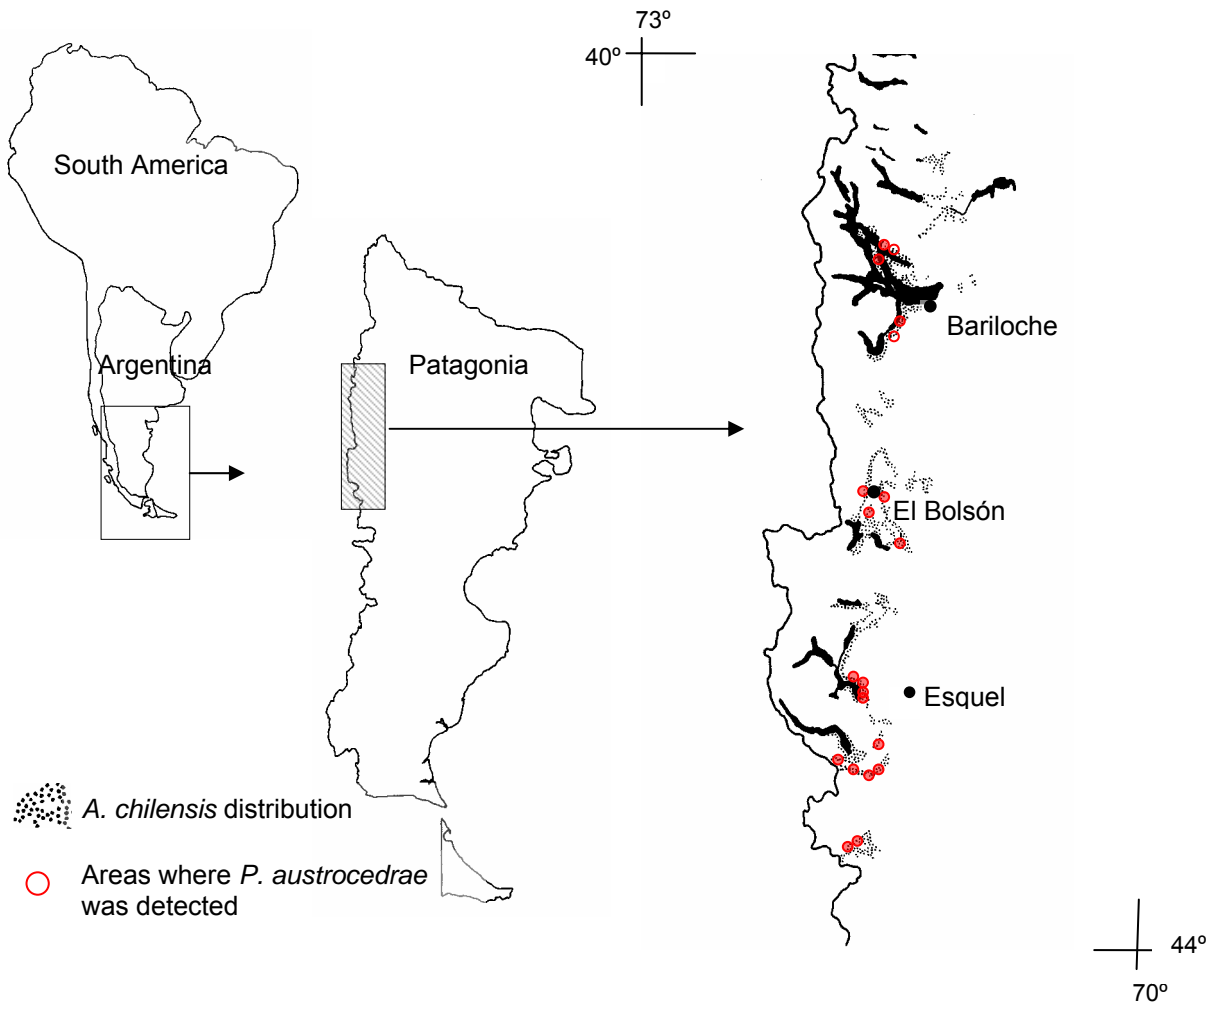 73º
40º
South America
Argentina
Patagonia
Bariloche
El Bolsón
Esquel
A. chilensis distribution
Areas where P. austrocedrae
was detected
44º
70º